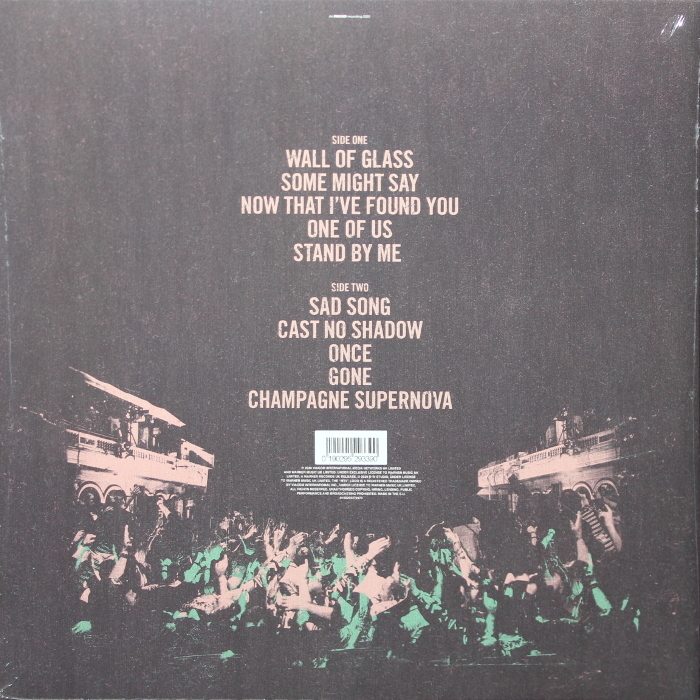 SIDE ONE
WALL OF GLASS
SOME MIGHT SAY
NOW THAT I'VE FOUND YOU
ONE OF US
STAND BY ME
SIDE TWO
SAD SONG
CAST NO SHADOW
ONCE
GONE
CHAMPAGNE SUPERNOVA